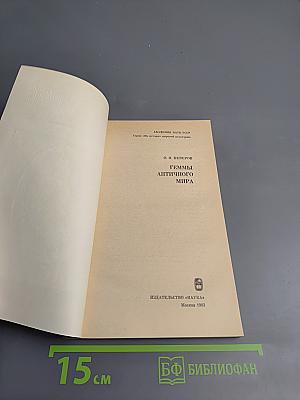 АКАДЕМИЯ НАУК СССР
Серия «Из истории мировой культуры»
О. Я. НЕВЕРОВ
ГЕММЫ
АНТИЧНОГО
МИРА
ИЗДАТЕЛЬСТВО «НАУКА»
Москва 1983
15 см
БФ БИБЛИОФАН